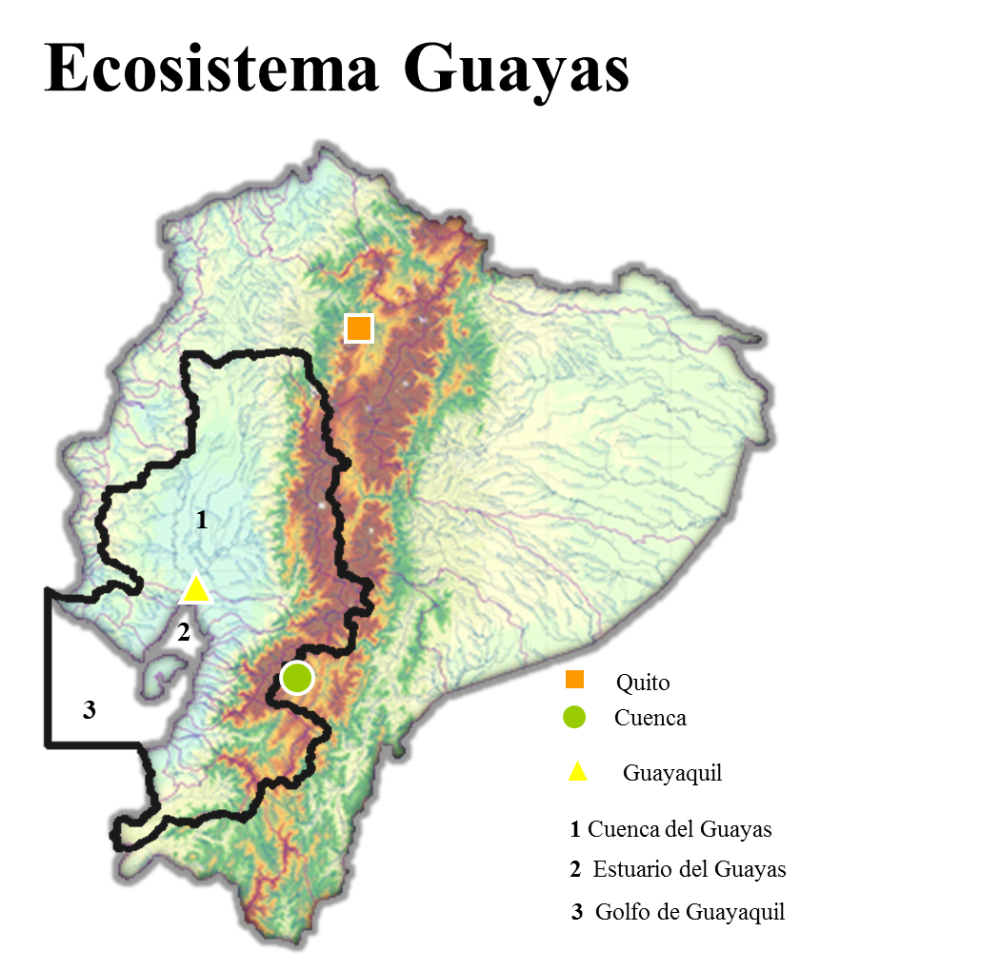 Ecosistema Guayas
1
2
3
Quito
Cuenca
Guayaquil
1 Cuenca del Guayas
2 Estuario del Guayas
3 Golfo de Guayaquil